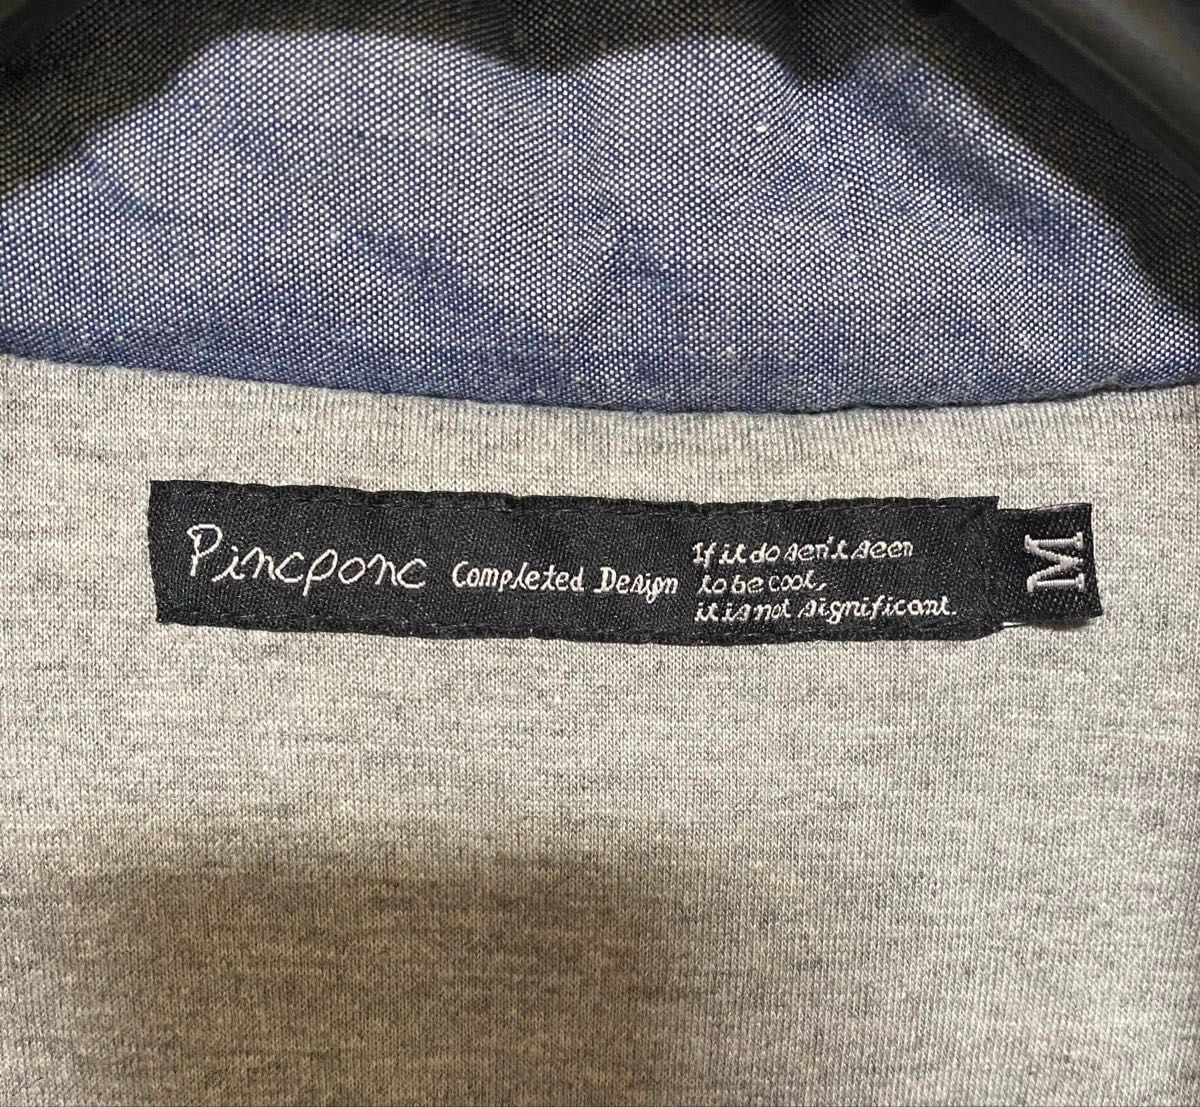 Pincponc Completed Design
If it do sen't seen
to be cool,
it is not significant.
M